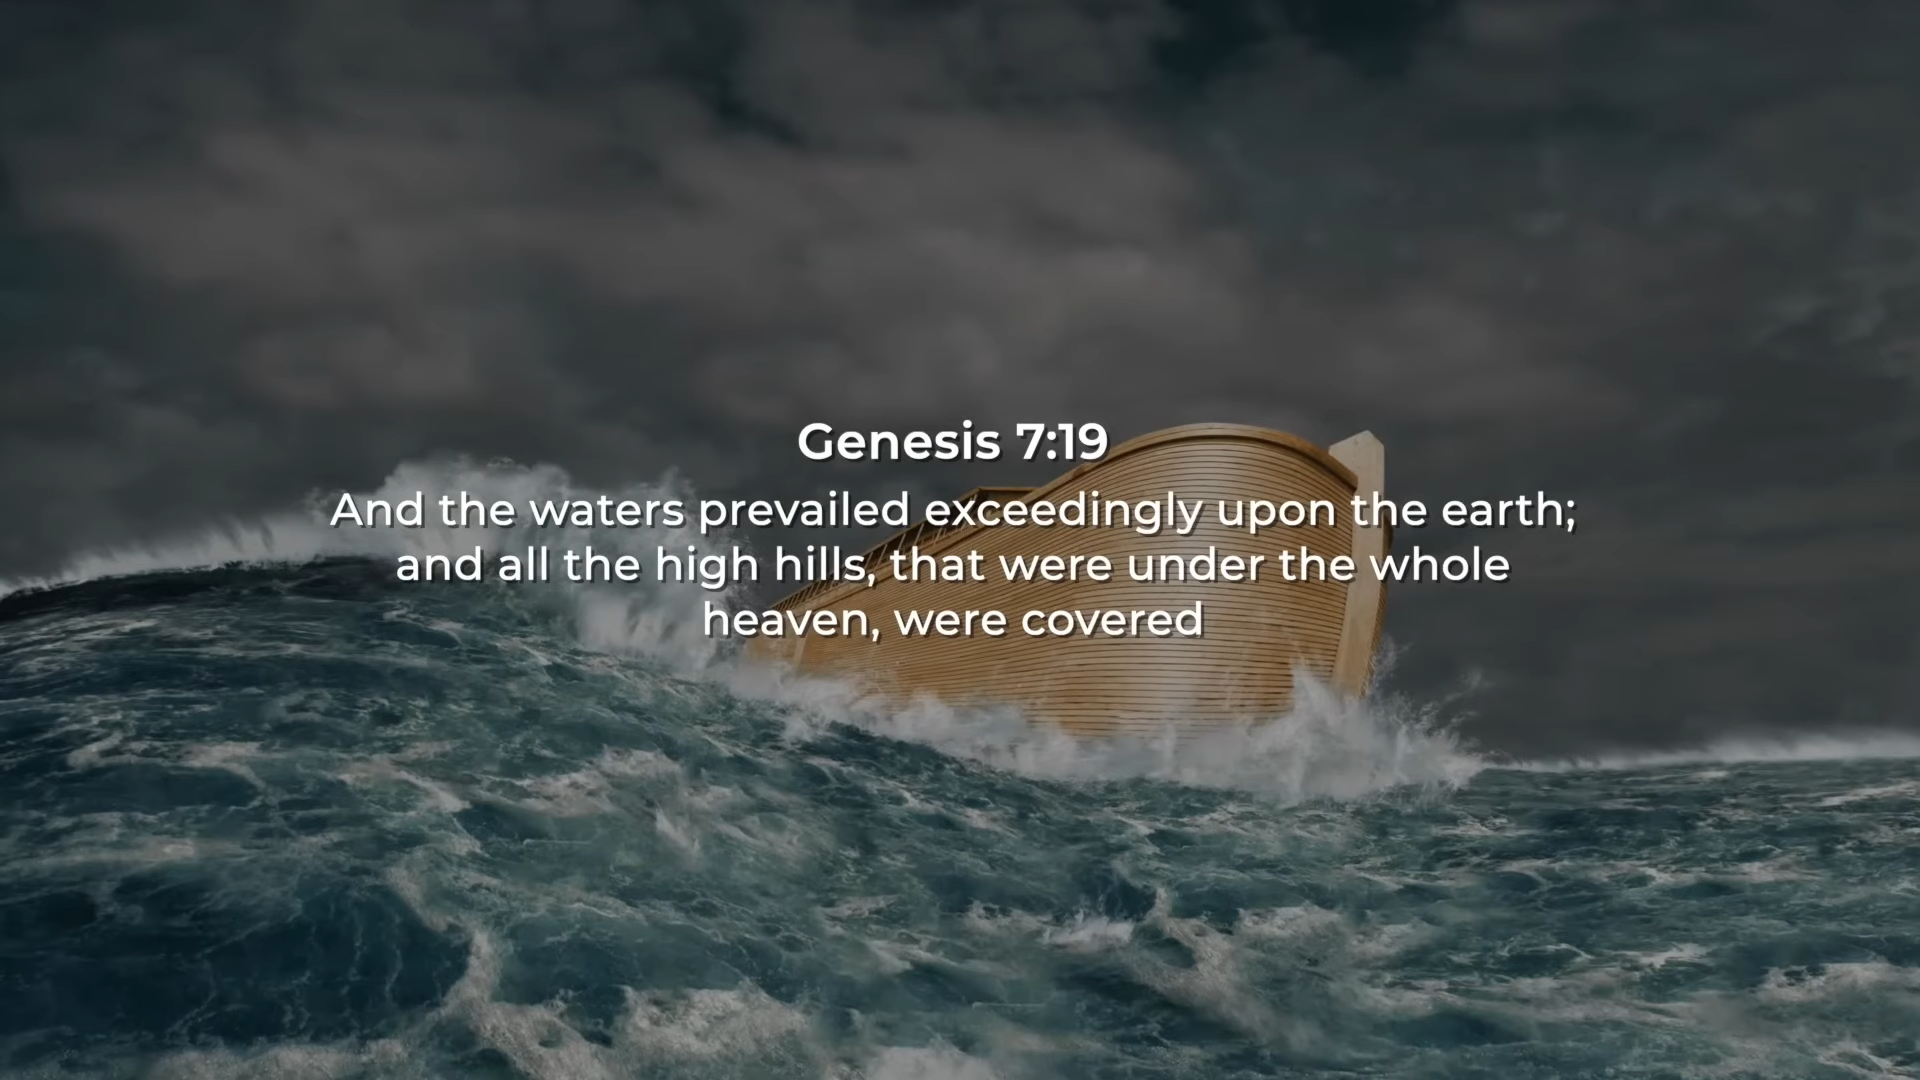 Genesis 7:19
And the waters prevailed exceedingly upon the earth;
and all the high hills, that were under the whole
heaven, were covered